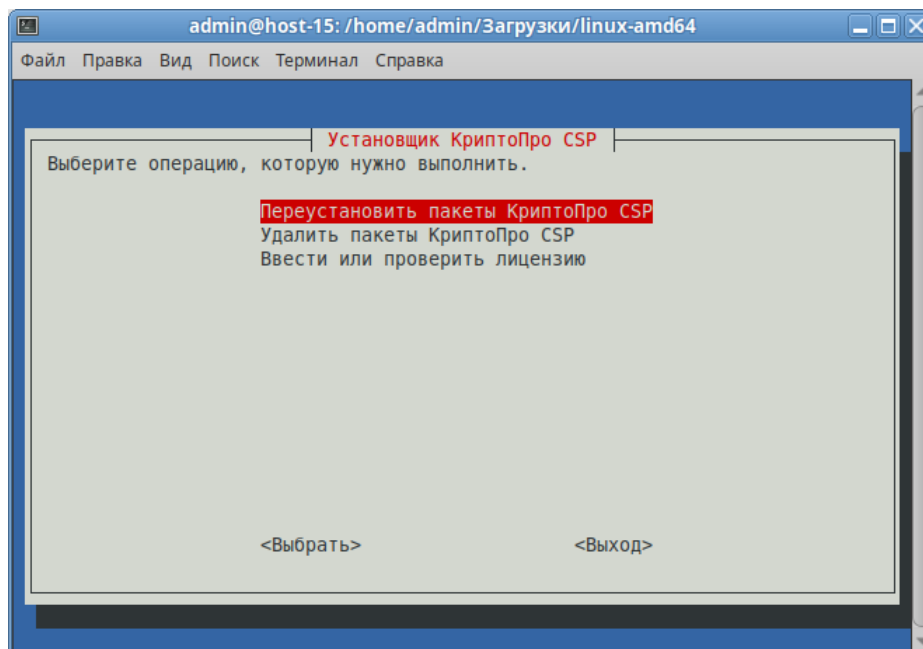 admin@host-15: /home/admin/Загрузки/linux-amd64
Файл Правка Вид Поиск Терминал Справка
Установщик КриптоПро CSP
Выберите операцию, которую нужно выполнить.
Переустановить пакеты КриптоПро CSP
Удалить пакеты КриптоПро CSP
Ввести или проверить лицензию
<Выбрать> <Выход>